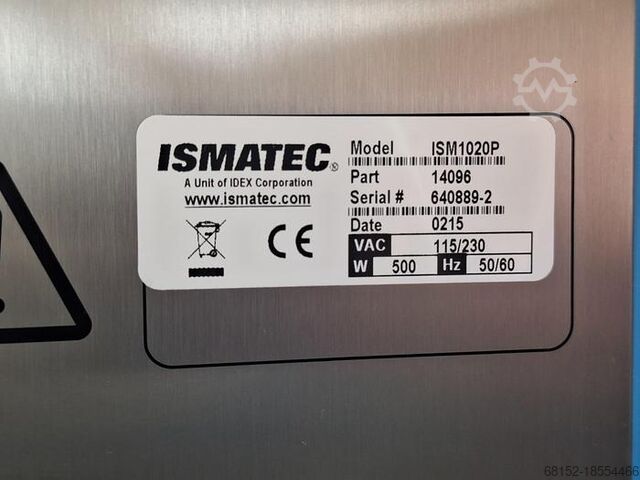 ISMATEC®
A Unit of IDEX Corporation
www.ismatec.com
CE
Model ISM1020P
Part 14096
Serial # 640889-2
Date 0215
VAC 115/230
W 500 Hz 50/60
68152-18554466